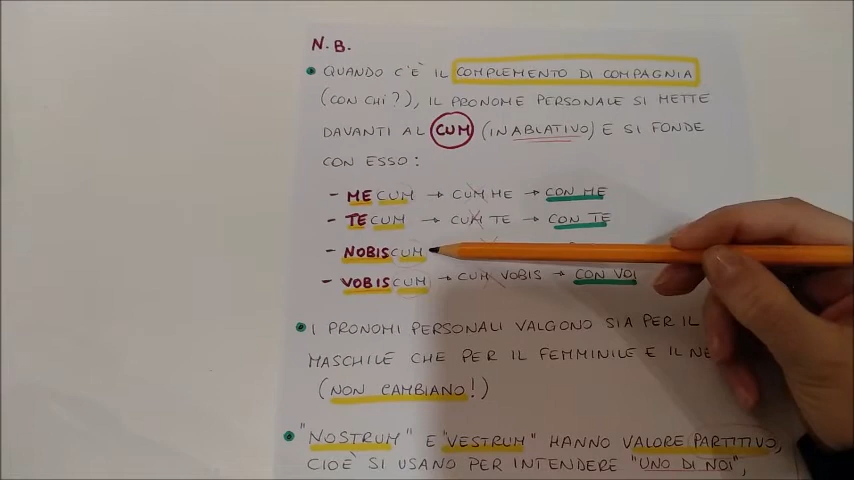 N.B.
• QUANDO C'È IL COMPLEMENTO DI COMPAGNIA
(CON CHI?), IL PRONOME PERSONALE SI METTE
DAVANTI AL CUM (IN ABLATIVO) E SI FONDE
CON ESSO:
- MECUM → CUM ME → CON ME
- TECUM → CUM TE → CON TE
- NOBISCUM
- VOBISCUM → CUM VOBIS → CON VOI
• I PRONOMI PERSONALI VALGONO SIA PER IL
MASCHILE CHE PER IL FEMMINILE E IL NE
(NON CAMBIANO!)
• "NOSTRUM" E "VESTRUM" HANNO VALORE PARTITIVO,
CIOÈ SI USANO PER INTENDERE "UNO DI NOI",